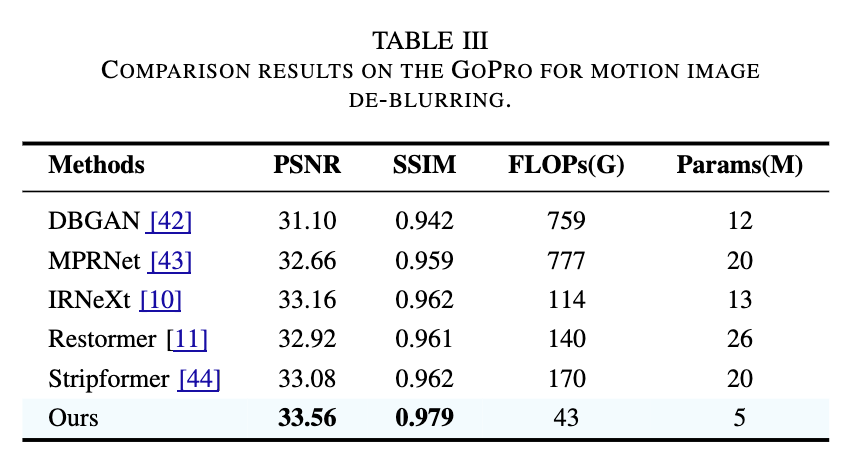 TABLE III
COMPARISON RESULTS ON THE GOPRO FOR MOTION IMAGE
DE-BLURRING.
Methods PSNR SSIM FLOPs(G) Params(M)
DBGAN [42] 31.10 0.942 759 12
MPRNet [43] 32.66 0.959 777 20
IRNeXt [10] 33.16 0.962 114 13
Restormer [11] 32.92 0.961 140 26
Stripformer [44] 33.08 0.962 170 20
Ours 33.56 0.979 43 5